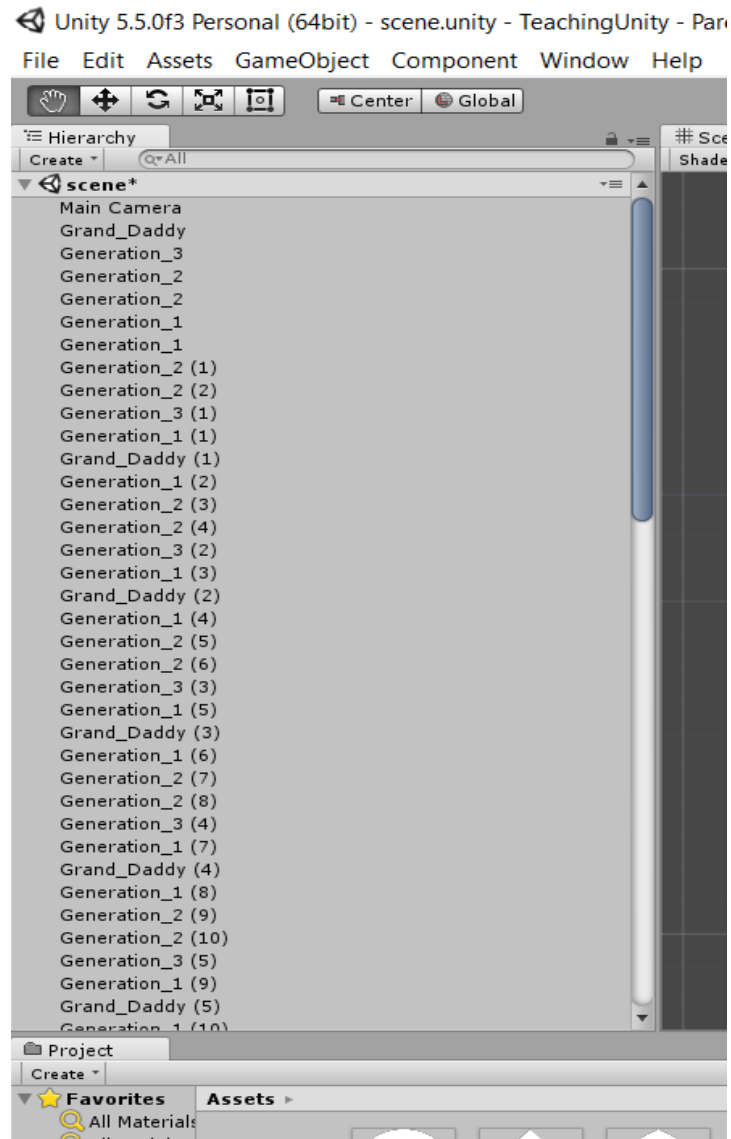 Unity 5.5.0f3 Personal (64bit) - scene.unity - TeachingUnity - Par
File Edit Assets GameObject Component Window Help
Center Global
Hierarchy
Create All
scene*
Main Camera
Grand_Daddy
Generation_3
Generation_2
Generation_2
Generation_1
Generation_1
Generation_2 (1)
Generation_2 (2)
Generation_3 (1)
Generation_1 (1)
Grand_Daddy (1)
Generation_1 (2)
Generation_2 (3)
Generation_2 (4)
Generation_3 (2)
Generation_1 (3)
Grand_Daddy (2)
Generation_1 (4)
Generation_2 (5)
Generation_2 (6)
Generation_3 (3)
Generation_1 (5)
Grand_Daddy (3)
Generation_1 (6)
Generation_2 (7)
Generation_2 (8)
Generation_3 (4)
Generation_1 (7)
Grand_Daddy (4)
Generation_1 (8)
Generation_2 (9)
Generation_2 (10)
Generation_3 (5)
Generation_1 (9)
Grand_Daddy (5)
Generation_1 (10)
# Sce
Shade
Project
Create
Favorites
All Materials
Assets